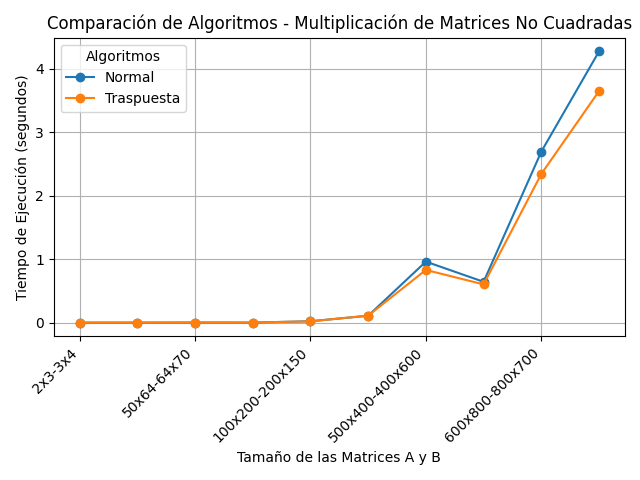 Comparación de Algoritmos - Multiplicación de Matrices No Cuadradas
Algoritmos
Normal
Traspuesta
Tiempo de Ejecución (segundos)
4
3
2
1
0
2x3-3x4
50x64-64x70
100x200-200x150
500x400-400x600
600x800-800x700
Tamaño de las Matrices A y B